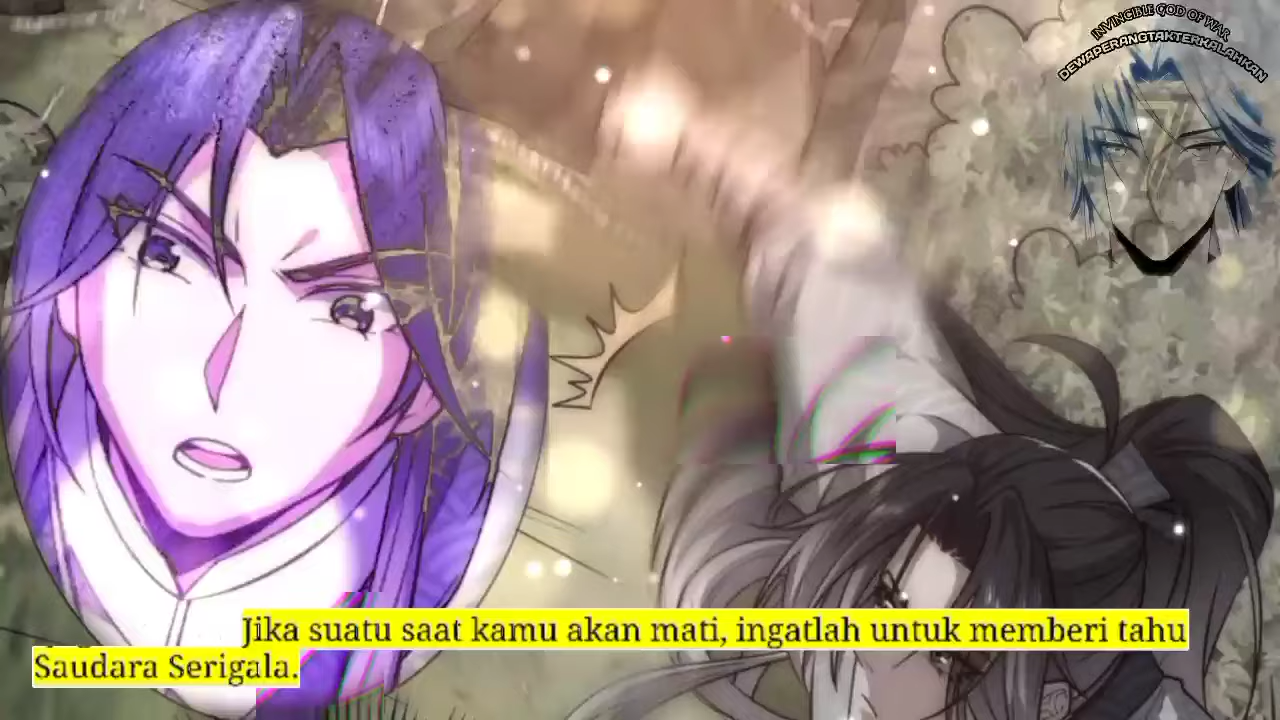 INVINCIBLE GOD OF WAR
DEWAPERANGTAKTERKALAHKAN
Jika suatu saat kamu akan mati, ingatlah untuk memberi tahu
Saudara Serigala.